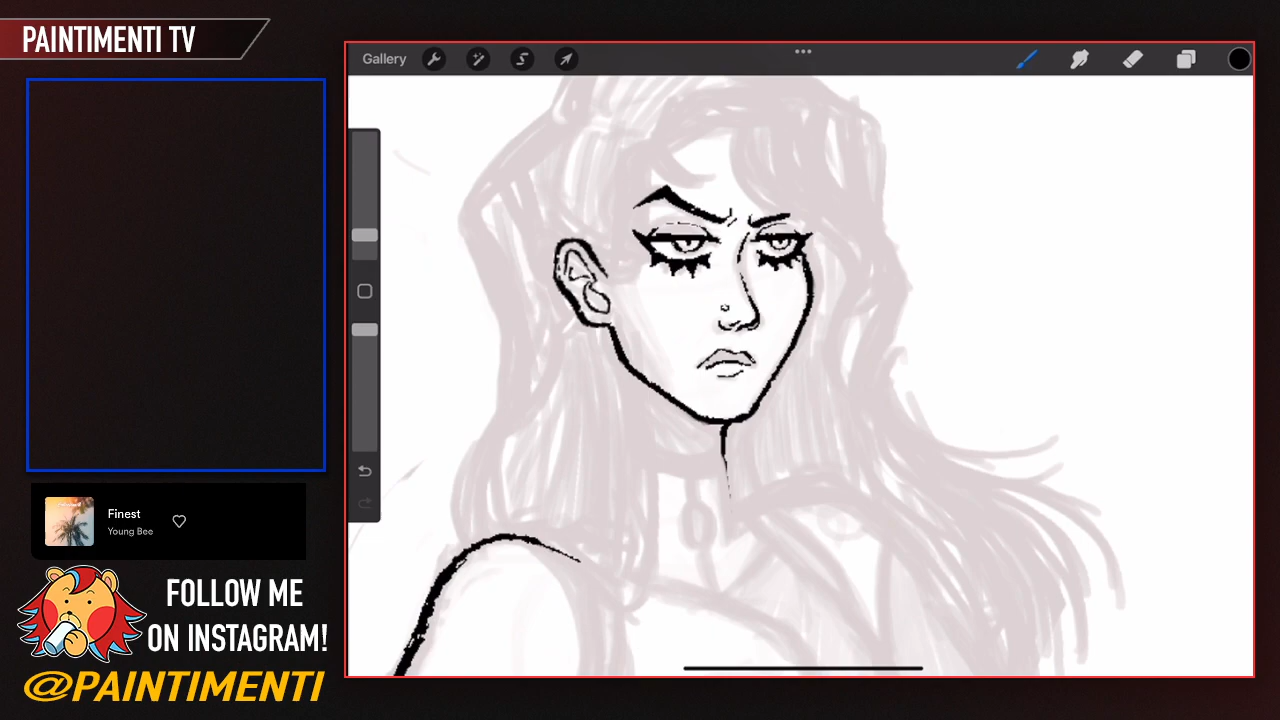 PAINTIMENTI TV
Gallery
Finest
Young Bee
FOLLOW ME
ON INSTAGRAM!
@PAINTIMENTI